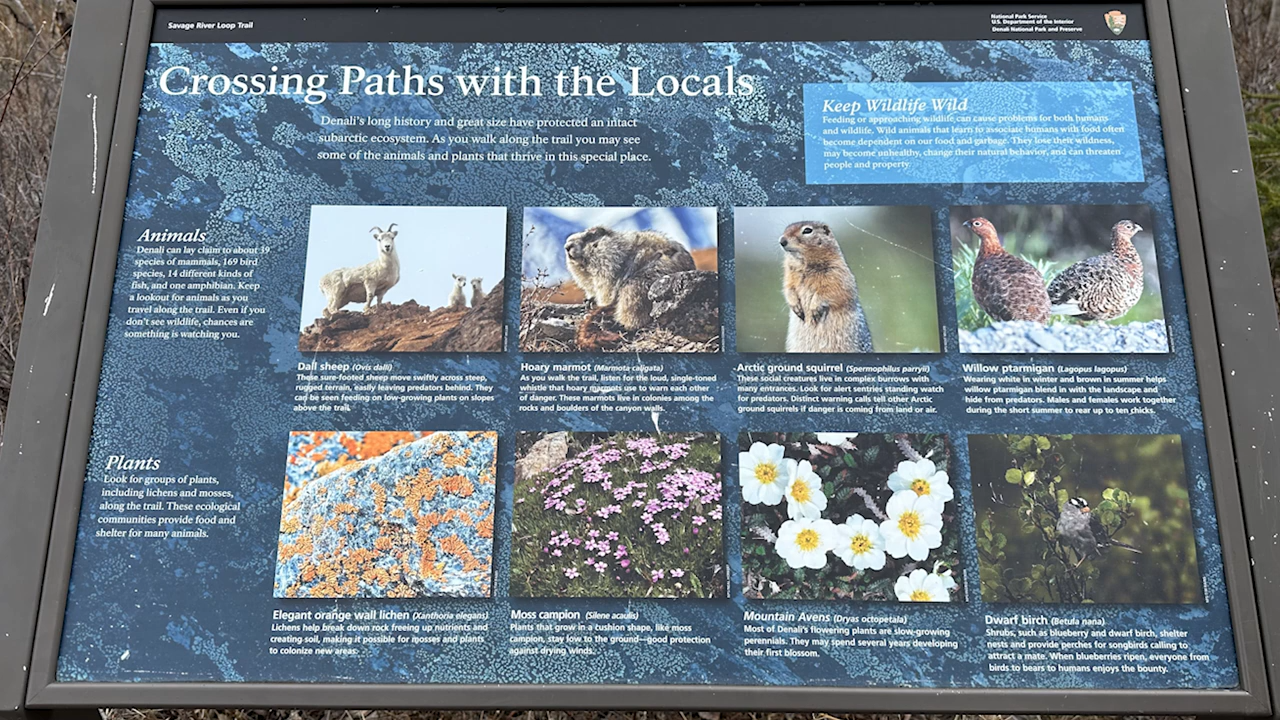 Savage River Loop Trail
National Park Service
U.S. Department of the Interior
Denali National Park and Preserve
Crossing Paths with the Locals
Denali's long history and great size have protected an intact
subarctic ecosystem. As you walk along the trail you may see
some of the animals and plants that thrive in this special place.
Keep Wildlife Wild
Feeding or approaching wildlife can cause problems for both humans
and wildlife. Wild animals that learn to associate humans with food often
become dependent on our food and garbage. They lose their wildness,
may become unhealthy, change their natural behavior, and can threaten
people and property.
Animals
Denali can lay claim to about 39
species of mammals, 169 bird
species, 14 different kinds of
fish, and one amphibian. Keep
a lookout for animals as you
travel along the trail. Even if you
don't see wildlife, chances are
something is watching you.
Dall sheep (Ovis dalli)
These sure-footed sheep move swiftly across steep,
rugged terrain, easily leaving predators behind. They
can be seen feeding on low-growing plants on slopes
above the trail.
Hoary marmot (Marmota caligata)
As you walk the trail, listen for the loud, single-toned
whistle that hoary marmots use to warn each other
of danger. These marmots live in colonies among the
rocks and boulders of the canyon walls.
Arctic ground squirrel (Spermophilus parryii)
These social creatures live in complex burrows with
many entrances. Look for alert sentries standing watch
for predators. Distinct warning calls tell other Arctic
ground squirrels if danger is coming from land or air.
Willow ptarmigan (Lagopus lagopus)
Wearing white in winter and brown in summer helps
willow ptarmigan blend in with the landscape and
hide from predators. Males and females work together
during the short summer to rear up to ten chicks.
Plants
Look for groups of plants,
including lichens and mosses,
along the trail. These ecological
communities provide food and
shelter for many animals.
Elegant orange wall lichen (Xanthoria elegans)
Lichens help break down rock freeing up nutrients and
creating soil, making it possible for mosses and plants
to colonize new areas.
Moss campion (Silene acaulis)
Plants that grow in a cushion shape, like moss
campion, stay low to the ground—good protection
against drying winds.
Mountain Avens (Dryas octopetala)
Most of Denali's flowering plants are slow-growing
perennials. They may spend several years developing
their first blossom.
Dwarf birch (Betula nana)
Shrubs, such as blueberry and dwarf birch, shelter
nests and provide perches for songbirds calling to
attract a mate. When blueberries ripen, everyone from
birds to bears to humans enjoys the bounty.